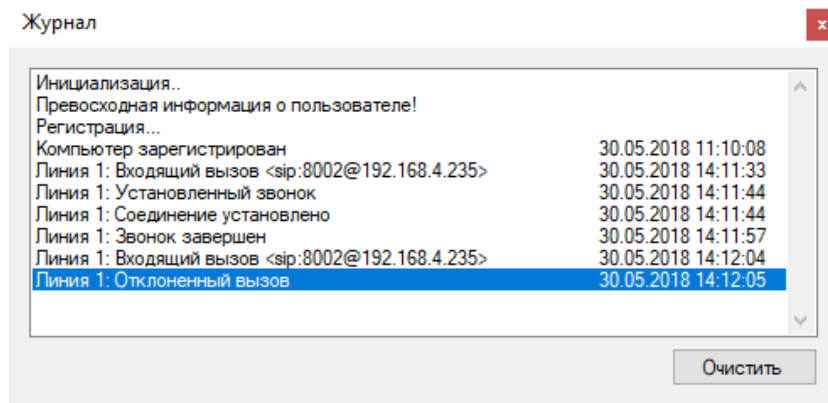 Журнал
x
Инициализация..
Превосходная информация о пользователе!
Регистрация...
Компьютер зарегистрирован 30.05.2018 11:10:08
Линия 1: Входящий вызов <sip:8002@192.168.4.235> 30.05.2018 14:11:33
Линия 1: Установленный звонок 30.05.2018 14:11:44
Линия 1: Соединение установлено 30.05.2018 14:11:44
Линия 1: Звонок завершен 30.05.2018 14:11:57
Линия 1: Входящий вызов <sip:8002@192.168.4.235> 30.05.2018 14:12:04
Линия 1: Отклоненный вызов 30.05.2018 14:12:05
Очистить